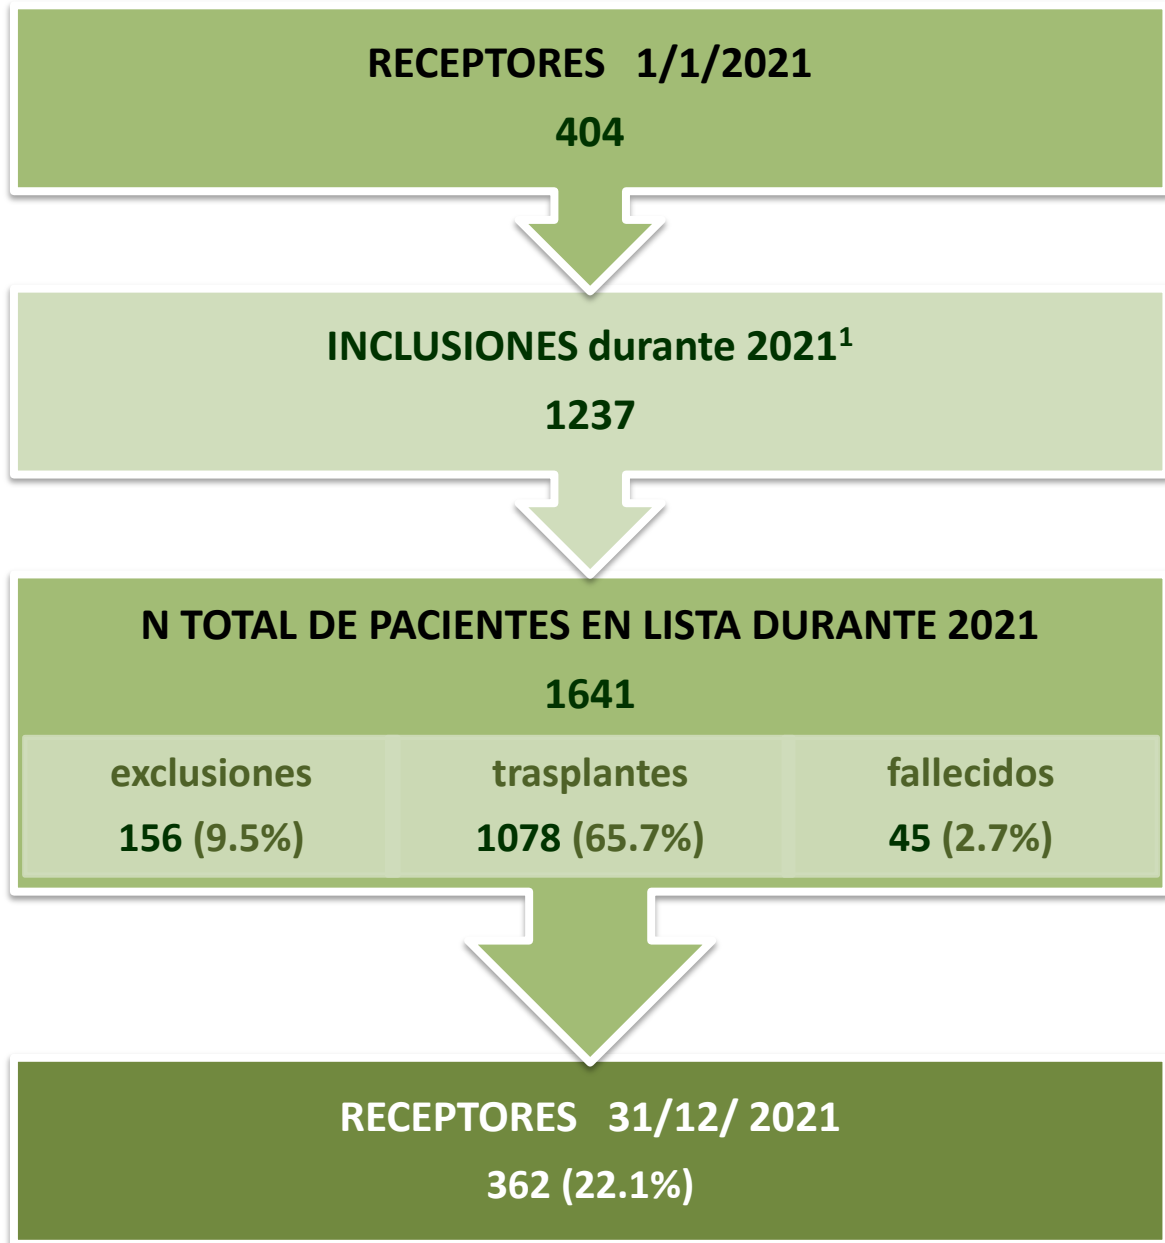 RECEPTORES 1/1/2021
404
INCLUSIONES durante 2021¹
1237
N TOTAL DE PACIENTES EN LISTA DURANTE 2021
1641
exclusiones
156 (9.5%)
trasplantes
1078 (65.7%)
fallecidos
45 (2.7%)
RECEPTORES 31/12/ 2021
362 (22.1%)